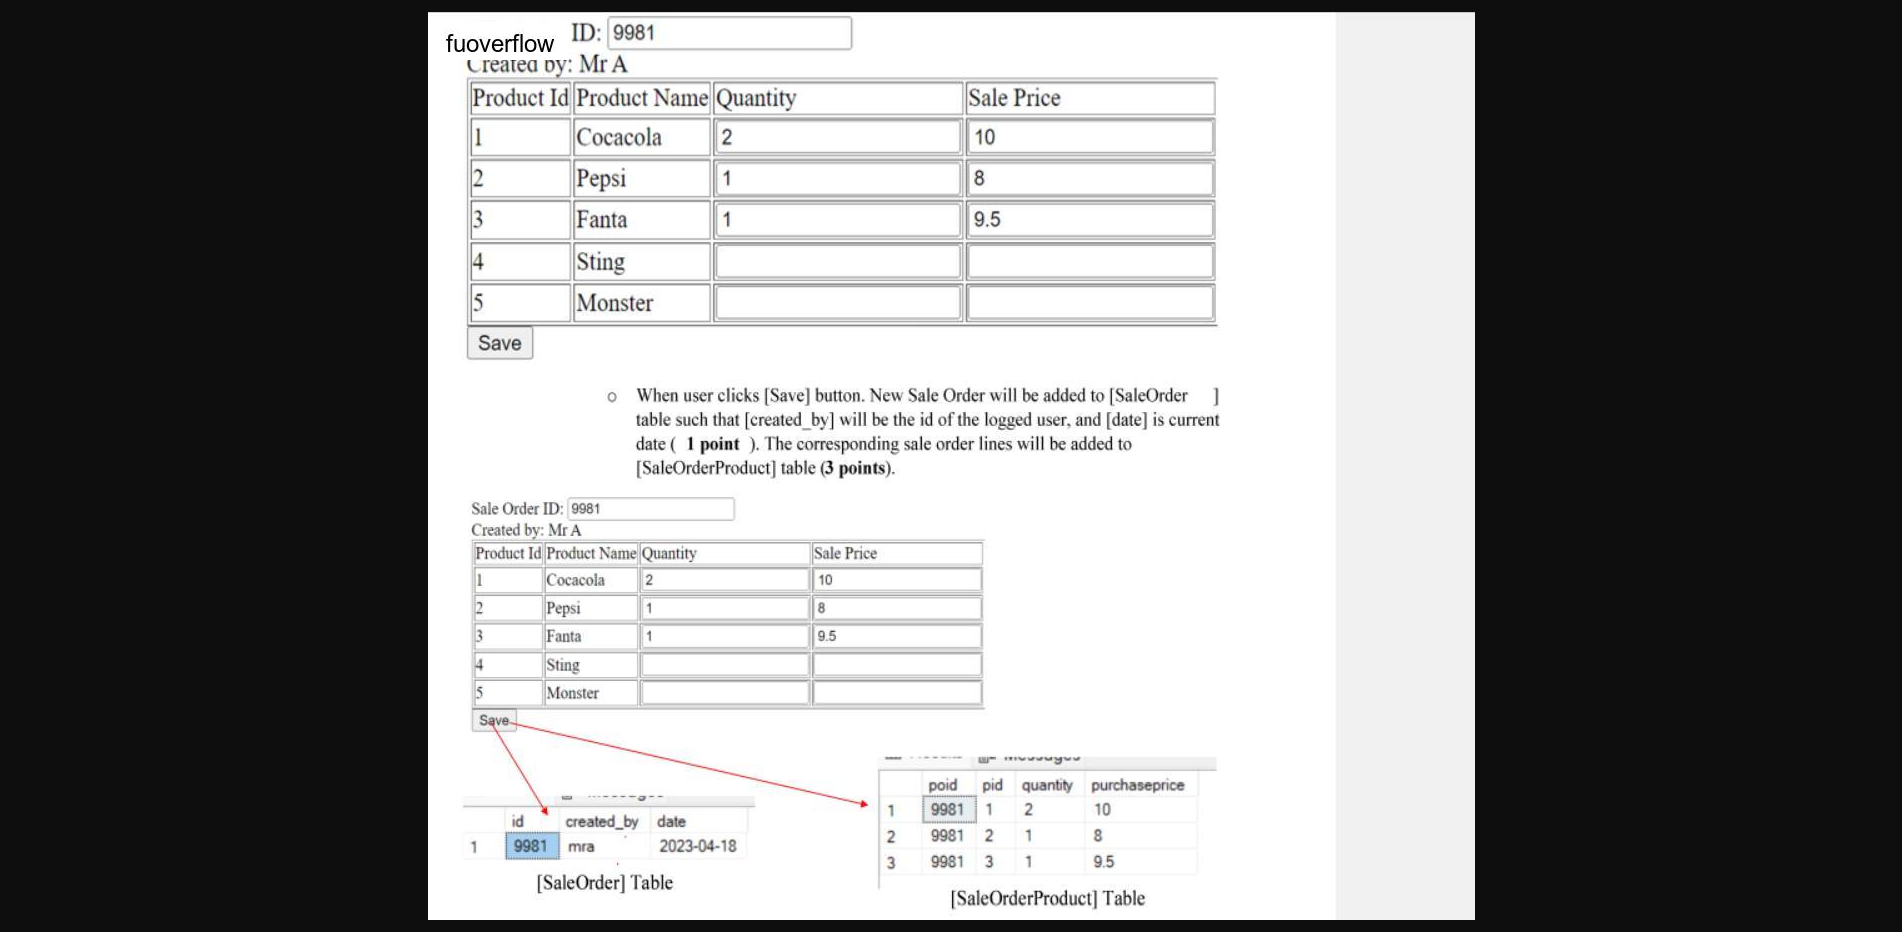 fuoverflow
ID: 9981
Created by: Mr A
Product Id Product Name Quantity Sale Price
1 Cocacola 2 10
2 Pepsi 1 8
3 Fanta 1 9.5
4 Sting
5 Monster
Save
o When user clicks [Save] button. New Sale Order will be added to [SaleOrder ]
table such that [created_by] will be the id of the logged user, and [date] is current
date ( 1 point ). The corresponding sale order lines will be added to
[SaleOrderProduct] table (3 points).
Sale Order ID: 9981
Created by: Mr A
Product Id Product Name Quantity Sale Price
1 Cocacola 2 10
2 Pepsi 1 8
3 Fanta 1 9.5
4 Sting
5 Monster
Save
Messages
poid pid quantity purchaseprice
1 9981 1 2 10
2 9981 2 1 8
3 9981 3 1 9.5
id created_by date
1 9981 mra 2023-04-18
[SaleOrder] Table
[SaleOrderProduct] Table